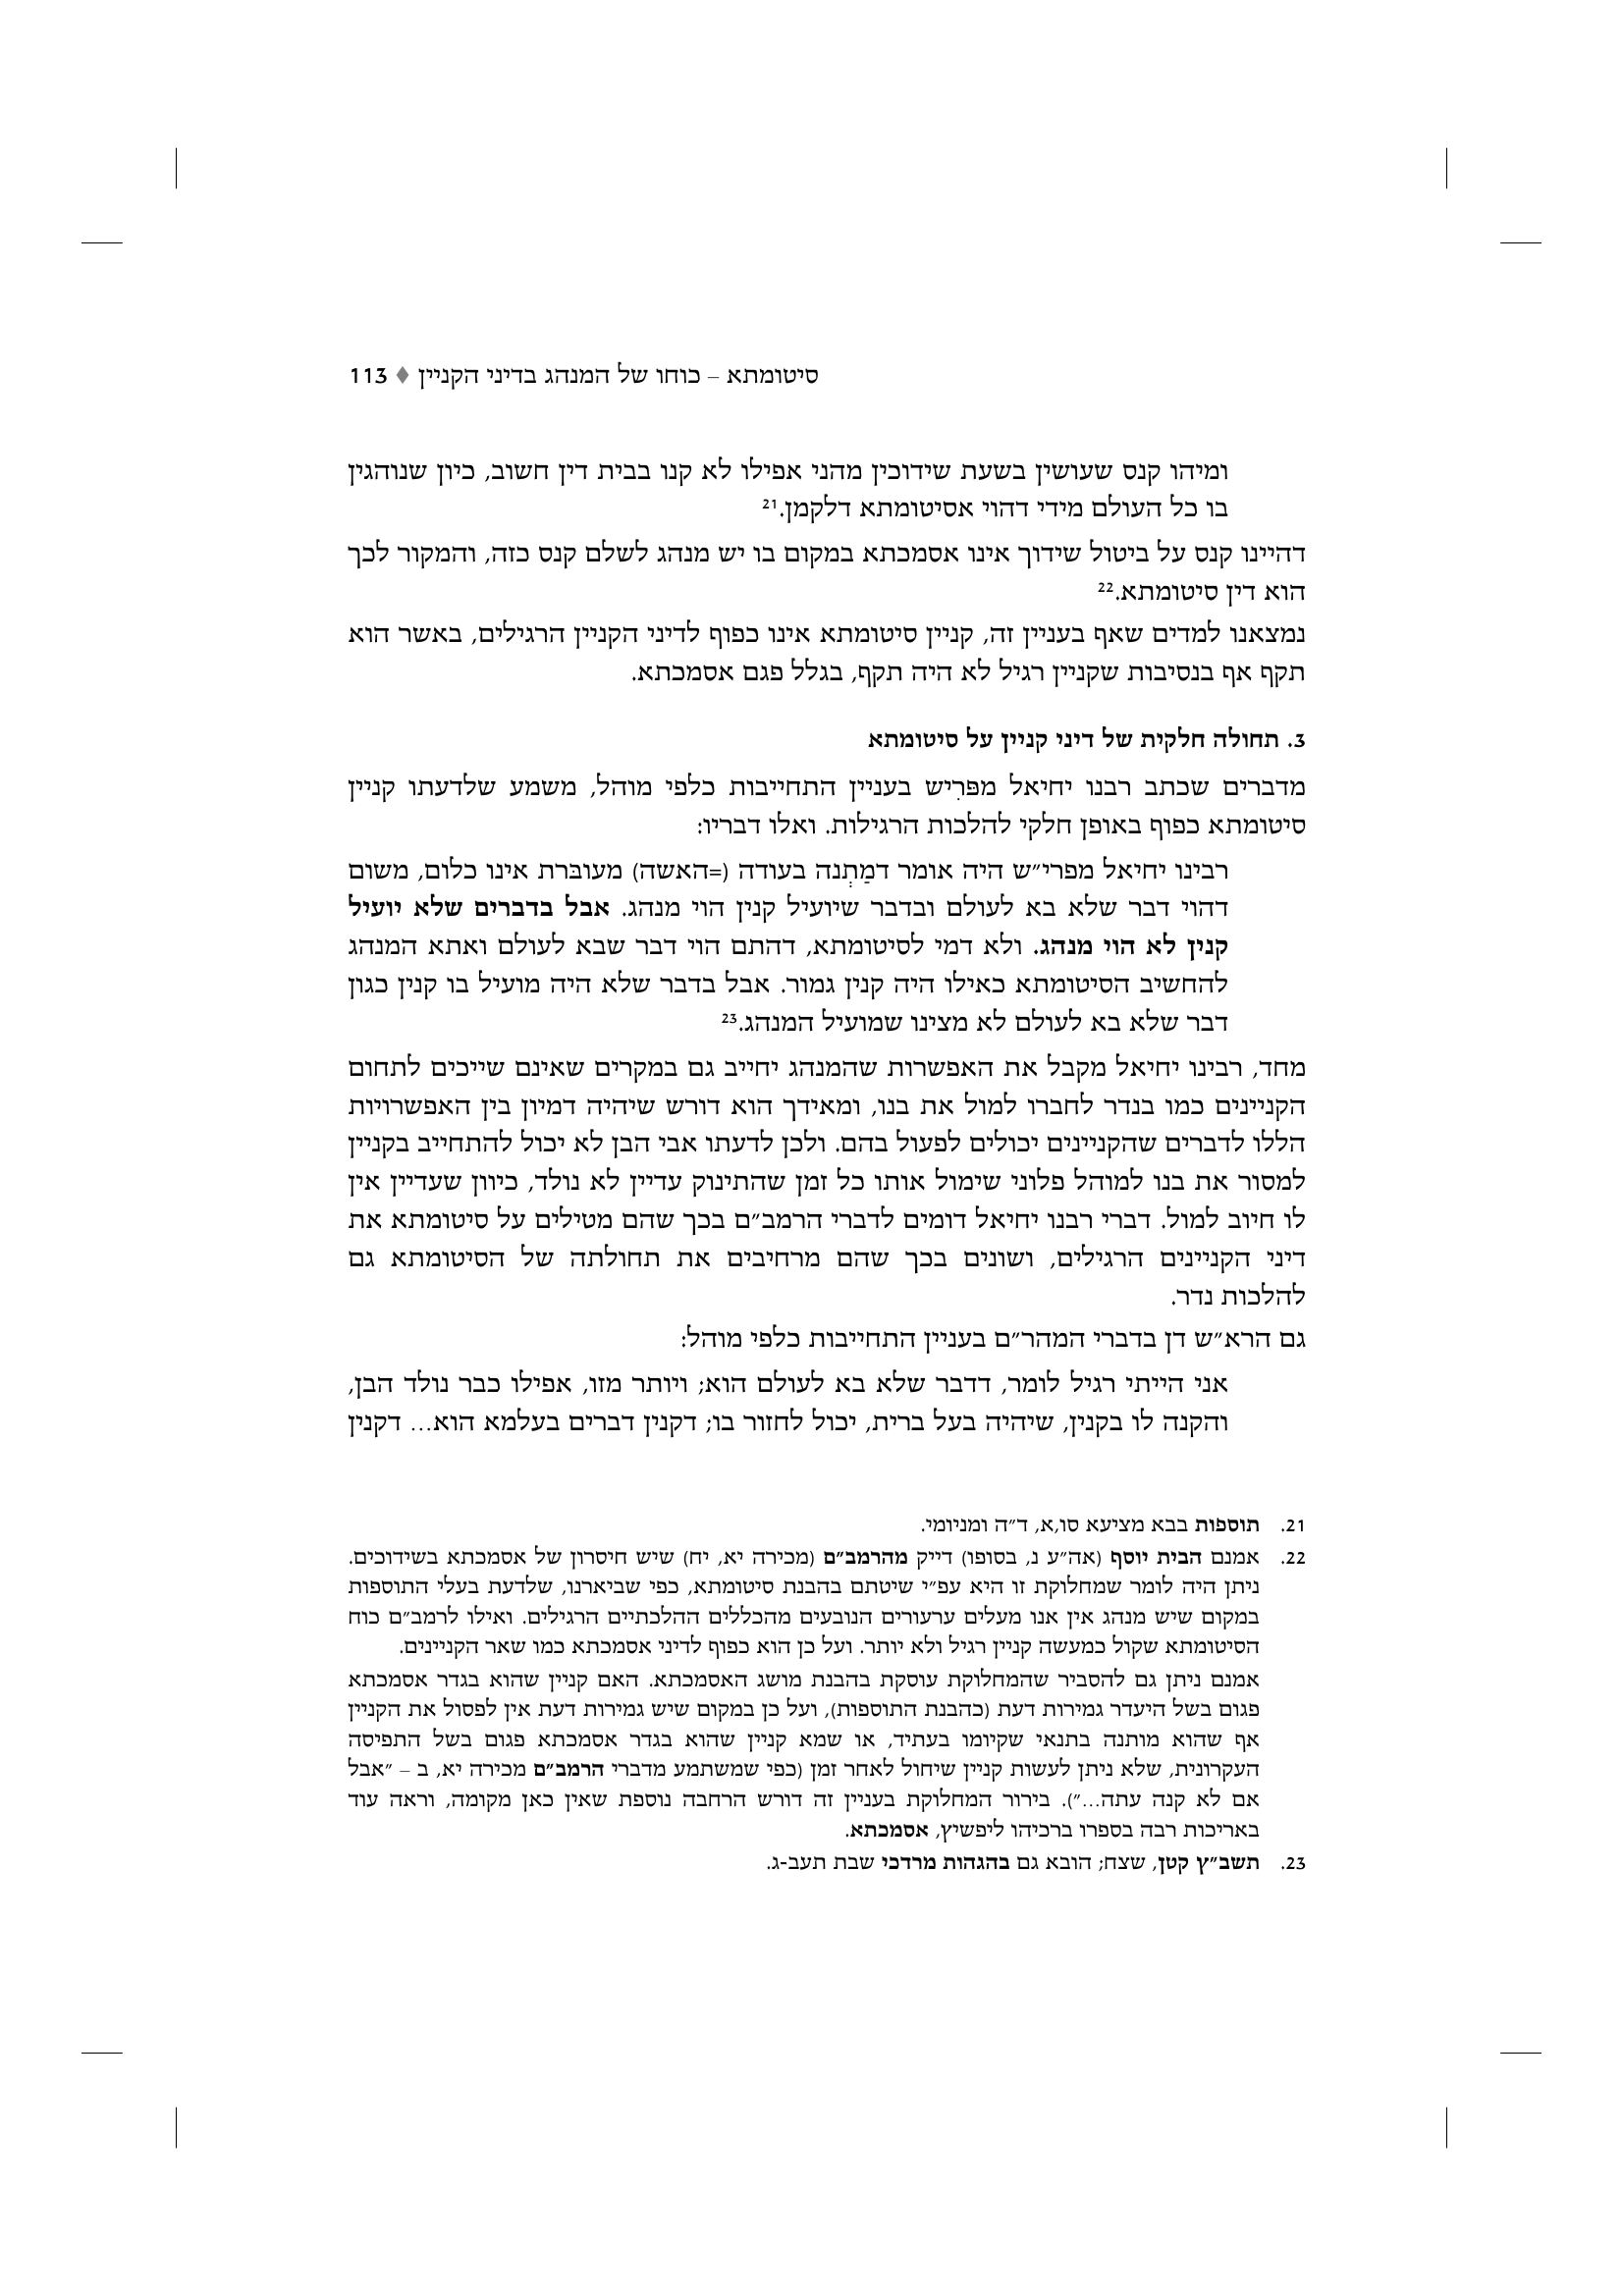 סיטומתא – כוחו של המנהג בדיני הקניין ♦ 113
ומיהו קנס שעושין בשעת שידוכין מהני אפילו לא קנו בבית דין חשוב, כיון שנוהגין
בו כל העולם מידי דהוי אסיטומתא דלקמן.21
דהיינו קנס על ביטול שידוך אינו אסמכתא במקום בו יש מנהג לשלם קנס כזה, והמקור לכך
הוא דין סיטומתא.22
נמצאנו למדים שאף בעניין זה, קניין סיטומתא אינו כפוף לדיני הקניין הרגילים, באשר הוא
תקף אף בנסיבות שקניין רגיל לא היה תקף, בגלל פגם אסמכתא.
3. תחולה חלקית של דיני קניין על סיטומתא
מדברים שכתב רבנו יחיאל מפּרִיש בעניין התחייבות כלפי מוהל, משמע שלדעתו קניין
סיטומתא כפוף באופן חלקי להלכות הרגילות. ואלו דבריו:
רבינו יחיאל מפרי״ש היה אומר דמַתְנה בעודה (=האשה) מעוברת אינו כלום, משום
דהוי דבר שלא בא לעולם ובדבר שיועיל קנין הוי מנהג. אבל בדברים שלא יועיל
קנין לא הוי מנהג. ולא דמי לסיטומתא, דהתם הוי דבר שבא לעולם ואתא המנהג
להחשיב הסיטומתא כאילו היה קנין גמור. אבל בדבר שלא היה מועיל בו קנין כגון
דבר שלא בא לעולם לא מצינו שמועיל המנהג.23
מחד, רבינו יחיאל מקבל את האפשרות שהמנהג יחייב גם במקרים שאינם שייכים לתחום
הקניינים כמו בנדר לחברו למול את בנו, ומאידך הוא דורש שיהיה דמיון בין האפשרויות
הללו לדברים שהקניינים יכולים לפעול בהם. ולכן לדעתו אבי הבן לא יכול להתחייב בקניין
למסור את בנו למוהל פלוני שימול אותו כל זמן שהתינוק עדיין לא נולד, כיוון שעדיין אין
לו חיוב למול. דברי רבנו יחיאל דומים לדברי הרמב״ם בכך שהם מטילים על סיטומתא את
דיני הקניינים הרגילים, ושונים בכך שהם מרחיבים את תחולתה של הסיטומתא גם
להלכות נדר.
גם הרא״ש דן בדברי המהר״ם בעניין התחייבות כלפי מוהל:
אני הייתי רגיל לומר, דדבר שלא בא לעולם הוא; ויותר מזו, אפילו כבר נולד הבן,
והקנה לו בקנין, שיהיה בעל ברית, יכול לחזור בו; דקנין דברים בעלמא הוא... דקנין
21. תוספות בבא מציעא סו,א, ד״ה ומניומי.
22. אמנם הבית יוסף (אה״ע נ, בסופו) דייק מהרמב״ם (מכירה יא, יח) שיש חיסרון של אסמכתא בשידוכים.
ניתן היה לומר שמחלוקת זו היא עפ״י שיטתם בהבנת סיטומתא, כפי שביארנו, שלדעת בעלי התוספות
במקום שיש מנהג אין אנו מעלים ערעורים הנובעים מהכללים ההלכתיים הרגילים. ואילו לרמב״ם כוח
הסיטומתא שקול כמעשה קניין רגיל ולא יותר. ועל כן הוא כפוף לדיני אסמכתא כמו שאר הקניינים.
אמנם ניתן גם להסביר שהמחלוקת עוסקת בהבנת מושג האסמכתא. האם קניין שהוא בגדר אסמכתא
פגום בשל היעדר גמירות דעת (כהבנת התוספות), ועל כן במקום שיש גמירות דעת אין לפסול את הקניין
אף שהוא מותנה בתנאי שקיומו בעתיד, או שמא קניין שהוא בגדר אסמכתא פגום בשל התפיסה
העקרונית, שלא ניתן לעשות קניין שיחול לאחר זמן (כפי שמשתמע מדברי הרמב״ם מכירה יא, ב – ״אבל
אם לא קנה עתה...״). בירור המחלוקת בעניין זה דורש הרחבה נוספת שאין כאן מקומה, וראה עוד
באריכות רבה בספרו ברכיהו ליפשיץ, אסמכתא.
23. תשב״ץ קטן, שצח; הובא גם בהגהות מרדכי שבת תעב-ג.